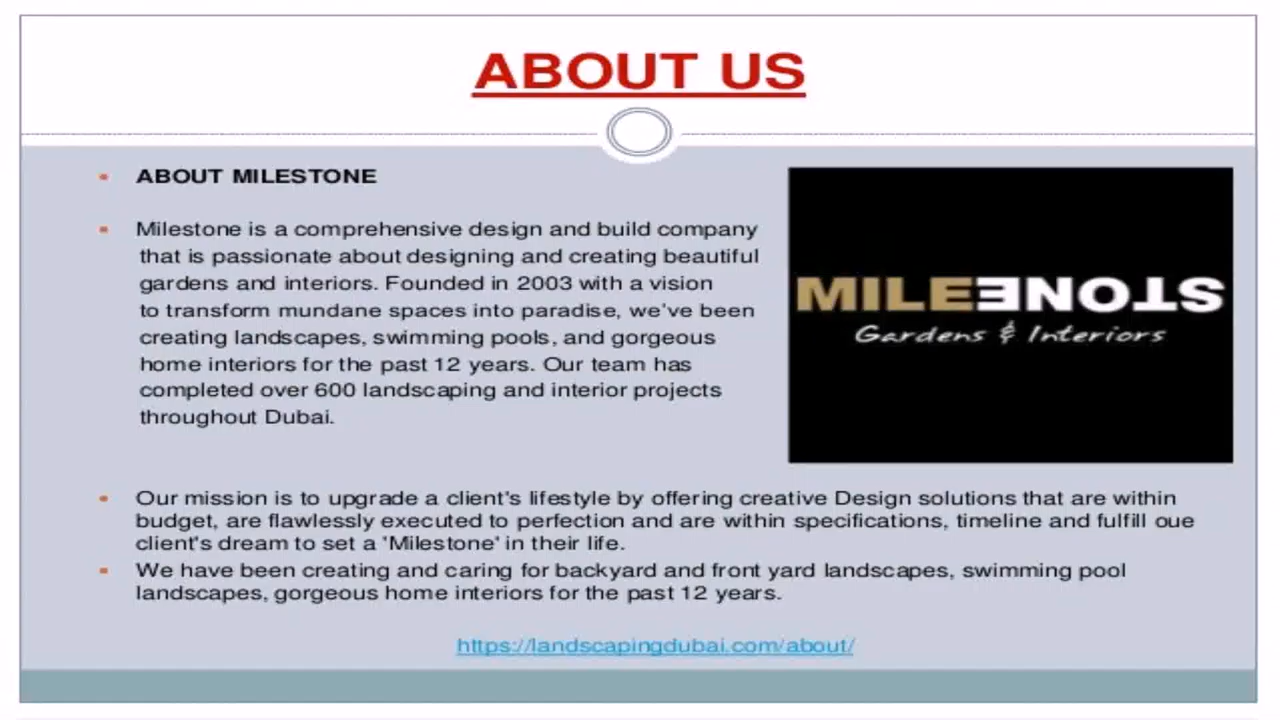 ABOUT US
ABOUT MILESTONE
Milestone is a comprehensive design and build company
that is passionate about designing and creating beautiful
gardens and interiors. Founded in 2003 with a vision
to transform mundane spaces into paradise, we've been
creating landscapes, swimming pools, and gorgeous
home interiors for the past 12 years. Our team has
completed over 600 landscaping and interior projects
throughout Dubai.
MILEENOTS
Gardens & Interiors
Our mission is to upgrade a client's lifestyle by offering creative Design solutions that are within
budget, are flawlessly executed to perfection and are within specifications, timeline and fulfill oue
client's dream to set a 'Milestone' in their life.
We have been creating and caring for backyard and front yard landscapes, swimming pool
landscapes, gorgeous home interiors for the past 12 years.
https://landscapingdubai.com/about/